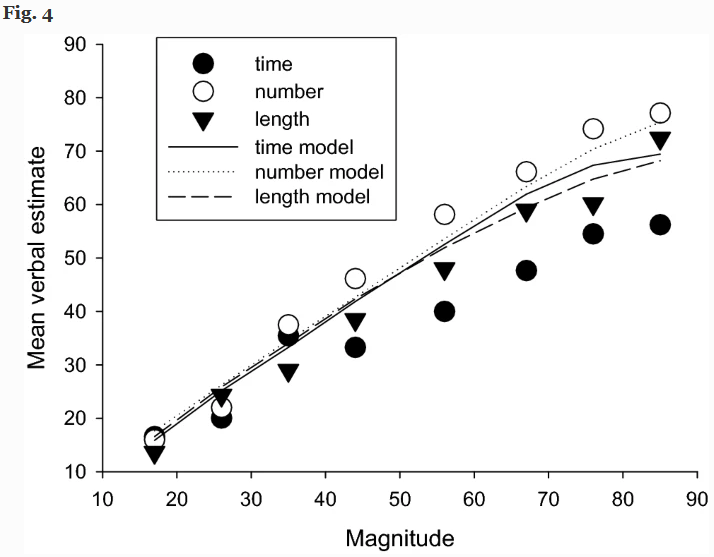 Fig. 4
90
80
70
60
50
40
30
20
10
Mean verbal estimate
time
number
length
time model
number model
length model
10 20 30 40 50 60 70 80 90
Magnitude